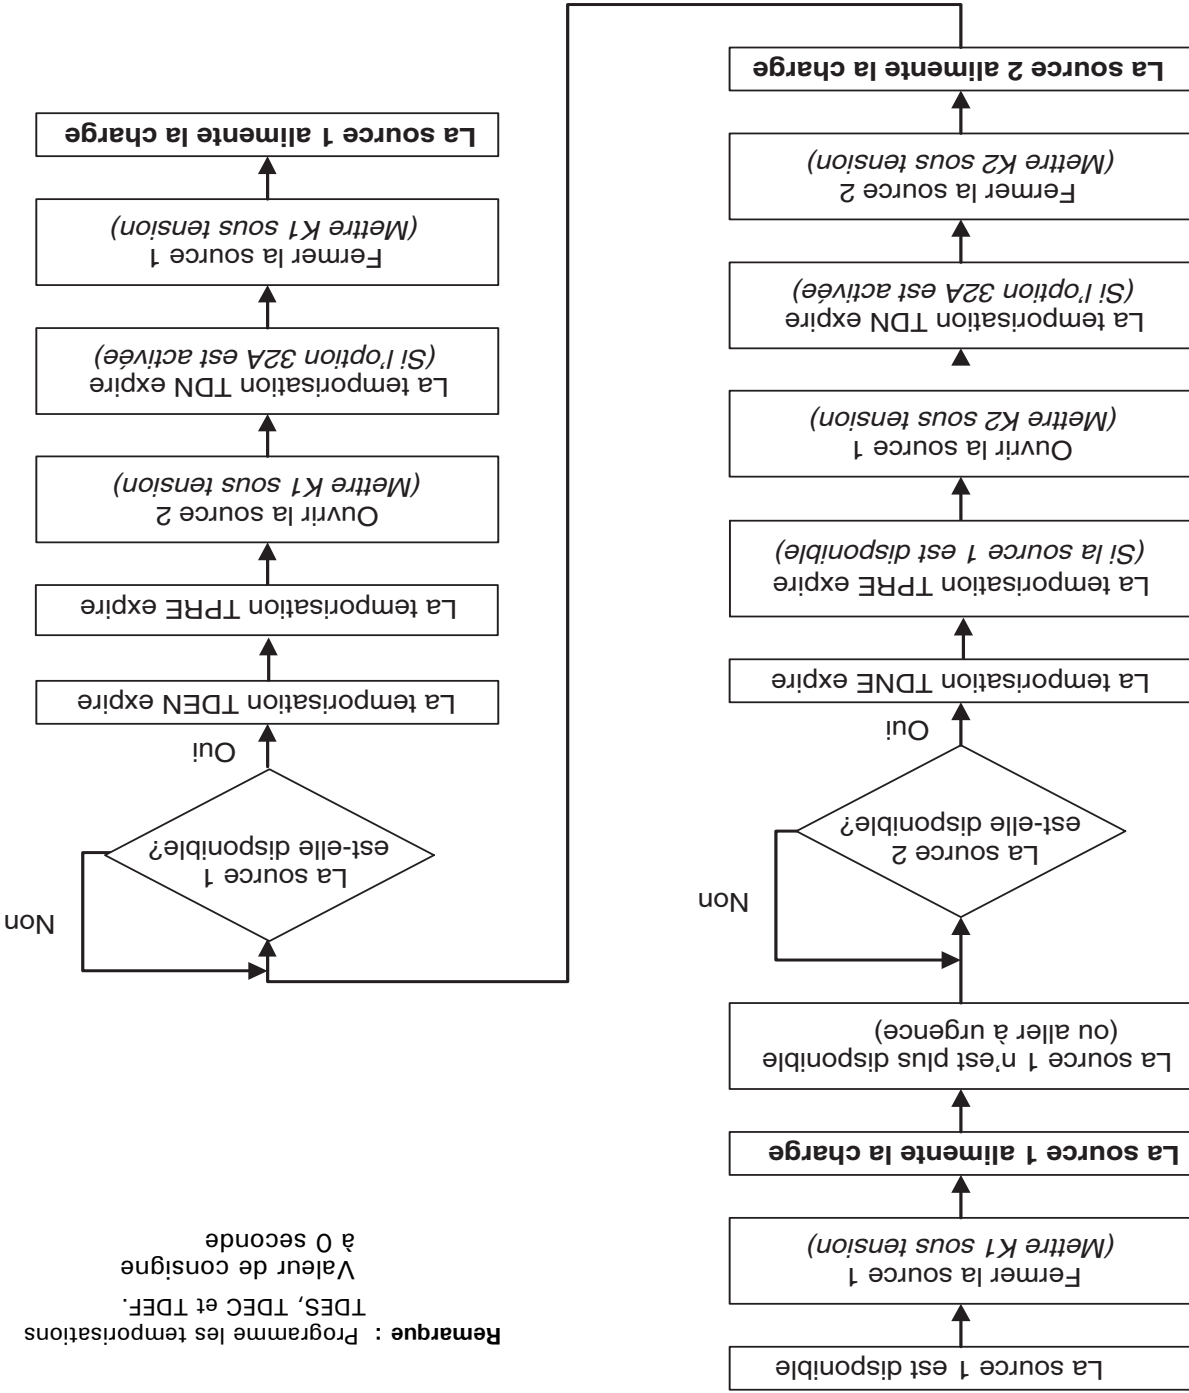 La source 1 est disponible
Fermer la source 1
(Mettre K1 sous tension)
La source 1 alimente la charge
La source 1 n'est plus disponible
(ou aller à urgence)
Non
La source 2
est-elle disponible?
Oui
La temporisation TDNE expire
La temporisation TPRE expire
(Si la source 1 est disponible)
Ouvrir la source 1
(Mettre K2 sous tension)
La temporisation TDN expire
(Si l'option 32A est activée)
Fermer la source 2
(Mettre K2 sous tension)
La source 2 alimente la charge
Remarque : Programme les temporisations
TDES, TDEC et TDEF.
Valeur de consigne
à 0 seconde
Non
La source 1
est-elle disponible?
Oui
La temporisation TDEN expire
La temporisation TPRE expire
Ouvrir la source 2
(Mettre K1 sous tension)
La temporisation TDN expire
(Si l'option 32A est activée)
Fermer la source 1
(Mettre K1 sous tension)
La source 1 alimente la charge